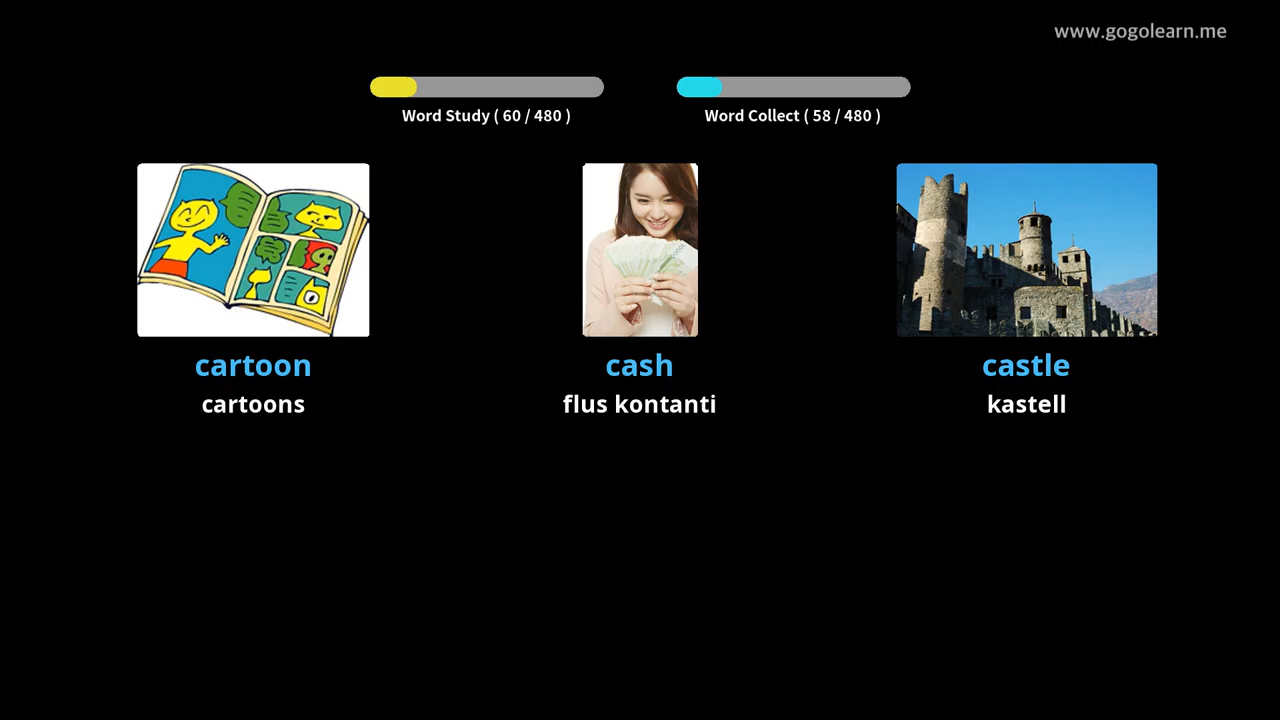 www.gogolearn.me
Word Study ( 60 / 480 )
Word Collect ( 58 / 480 )
cartoon
cartoons
cash
flus kontanti
castle
kastell